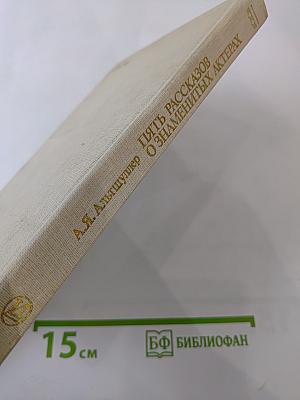 А.Я. Альтшуллер
ПЯТЬ РАССКАЗОВ
О ЗНАМЕНИТЫХ АКТЕРАХ
15 см
БФ БИБЛИОФАН